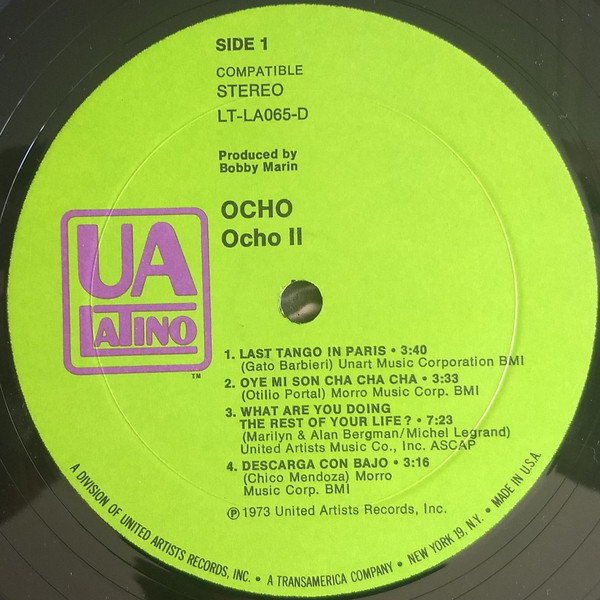 SIDE 1
COMPATIBLE
STEREO
LT-LA065-D
Produced by
Bobby Marin
OCHO
Ocho II
UA
LATINO
TM
1. LAST TANGO IN PARIS • 3:40
(Gato Barbieri) Unart Music Corporation BMI
2. OYE MI SON CHA CHA CHA • 3:33
(Otilio Portal) Morro Music Corp. BMI
3. WHAT ARE YOU DOING
THE REST OF YOUR LIFE? • 7:23
(Marilyn & Alan Bergman/Michel Legrand)
United Artists Music Co., Inc. ASCAP
4. DESCARGA CON BAJO • 3:16
(Chico Mendoza) Morro
Music Corp. BMI
℗ 1973 United Artists Records, Inc.
A DIVISION OF UNITED ARTISTS RECORDS, INC. • A TRANSAMERICA COMPANY • NEW YORK 19, N.Y. • MADE IN U.S.A.